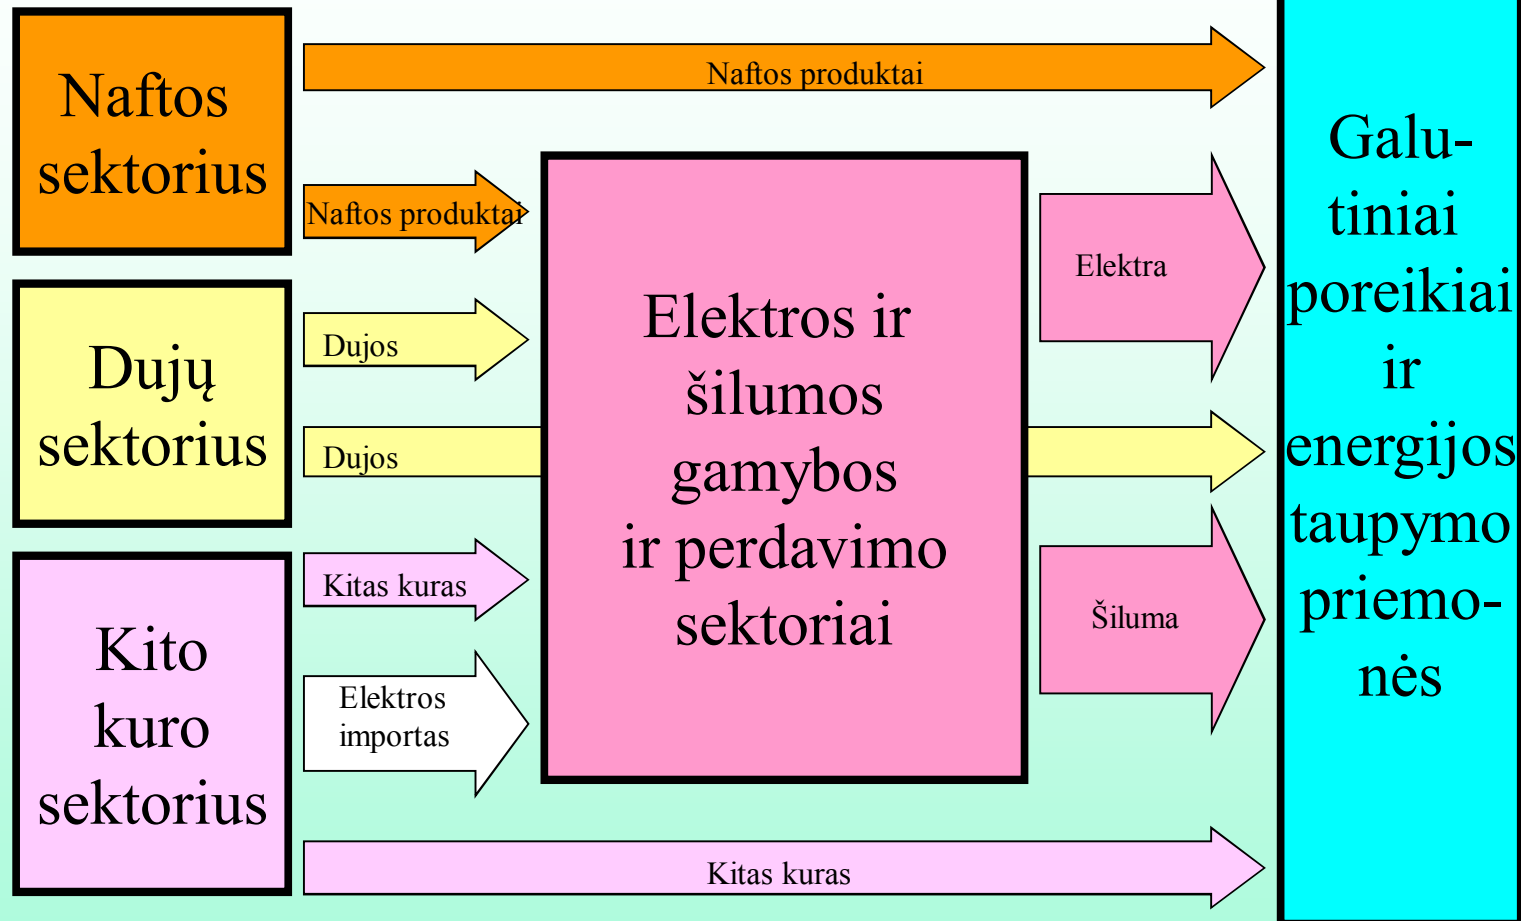 Naftos
sektorius
Dujų
sektorius
Kito
kuro
sektorius
Naftos produktai
Naftos produktai
Dujos
Dujos
Kitas kuras
Elektros
importas
Kitas kuras
Elektros ir
šilumos
gamybos
ir perdavimo
sektoriai
Elektra
Šiluma
Galu-
tiniai
poreikiai
ir
energijos
taupymo
priemo-
nės